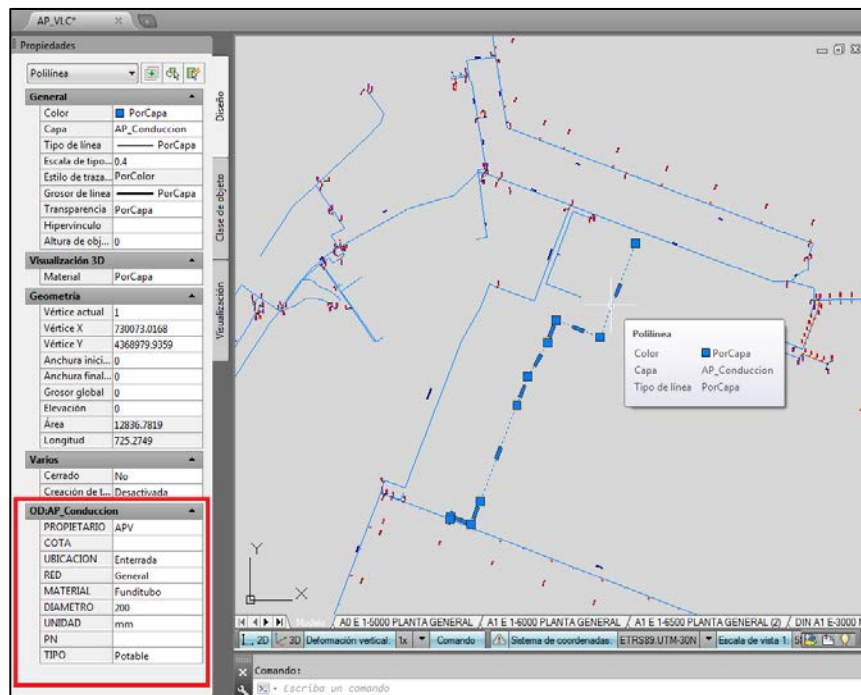 AP_VLC*
Propiedades
Polilínea
Diseño
Clase de objeto
Visualización
General
Color PorCapa
Capa AP_Conduccion
Tipo de línea PorCapa
Escala de tipo... 0.4
Estilo de traza... PorColor
Grosor de línea PorCapa
Transparencia PorCapa
Hipervínculo
Altura de obj... 0
Visualización 3D
Material PorCapa
Geometría
Vértice actual 1
Vértice X 730073.0168
Vértice Y 4368979.9359
Anchura inici... 0
Anchura final... 0
Grosor global 0
Elevación 0
Área 12836.7819
Longitud 725.2749
Varios
Cerrado No
Creación de t... Desactivada
OD:AP_Conduccion
PROPIETARIO APV
COTA
UBICACION Enterrada
RED General
MATERIAL Funditubo
DIAMETRO 200
UNIDAD mm
PN
TIPO Potable
Polilínea
Color PorCapa
Capa AP_Conduccion
Tipo de línea PorCapa
Y
X
Modelo / A0 E 1-5000 PLANTA GENERAL / A1 E 1-6000 PLANTA GENERAL / A1 E 1-6500 PLANTA GENERAL (2) / DIN A1 E-3000
2D 3D Deformación vertical: 1x Comando Sistema de coordenadas: ETRS89.UTM-30N Escala de vista 1:
Comando:
Escriba un comando